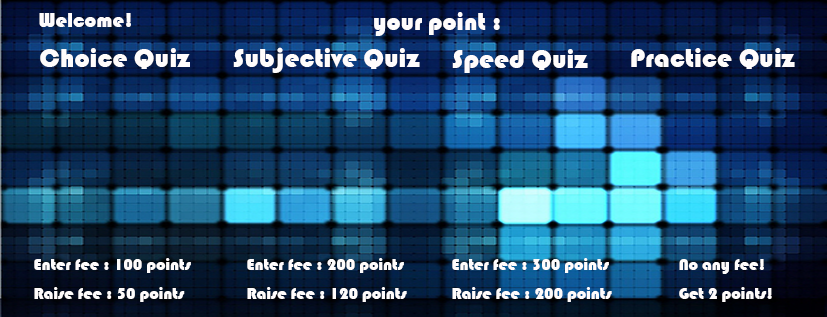 Welcome!
your point :
Choice Quiz
Subjective Quiz
Speed Quiz
Practice Quiz
Enter fee : 100 points
Enter fee : 200 points
Enter fee : 300 points
No any fee!
Raise fee : 50 points
Raise fee : 120 points
Raise fee : 200 points
Get 2 points!